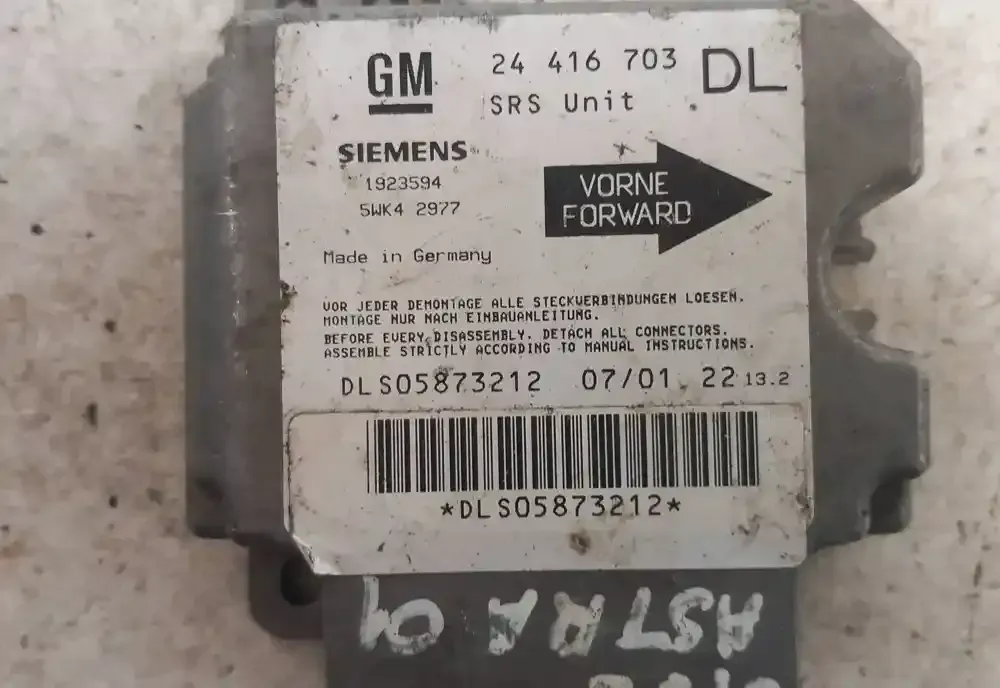 GM
24 416 703
DL
SRS Unit
SIEMENS
1923594
5WK4 2977
VORNE
FORWARD
Made in Germany
VOR JEDER DEMONTAGE ALLE STECKVERBINDUNGEN LOESEN.
MONTAGE NUR NACH EINBAUANLEITUNG.
BEFORE EVERY DISASSEMBLY, DETACH ALL CONNECTORS.
ASSEMBLE STRICTLY ACCORDING TO MANUAL INSTRUCTIONS.
DLS05873212 07/01 22 13.2
*DLS05873212*
ASTRA